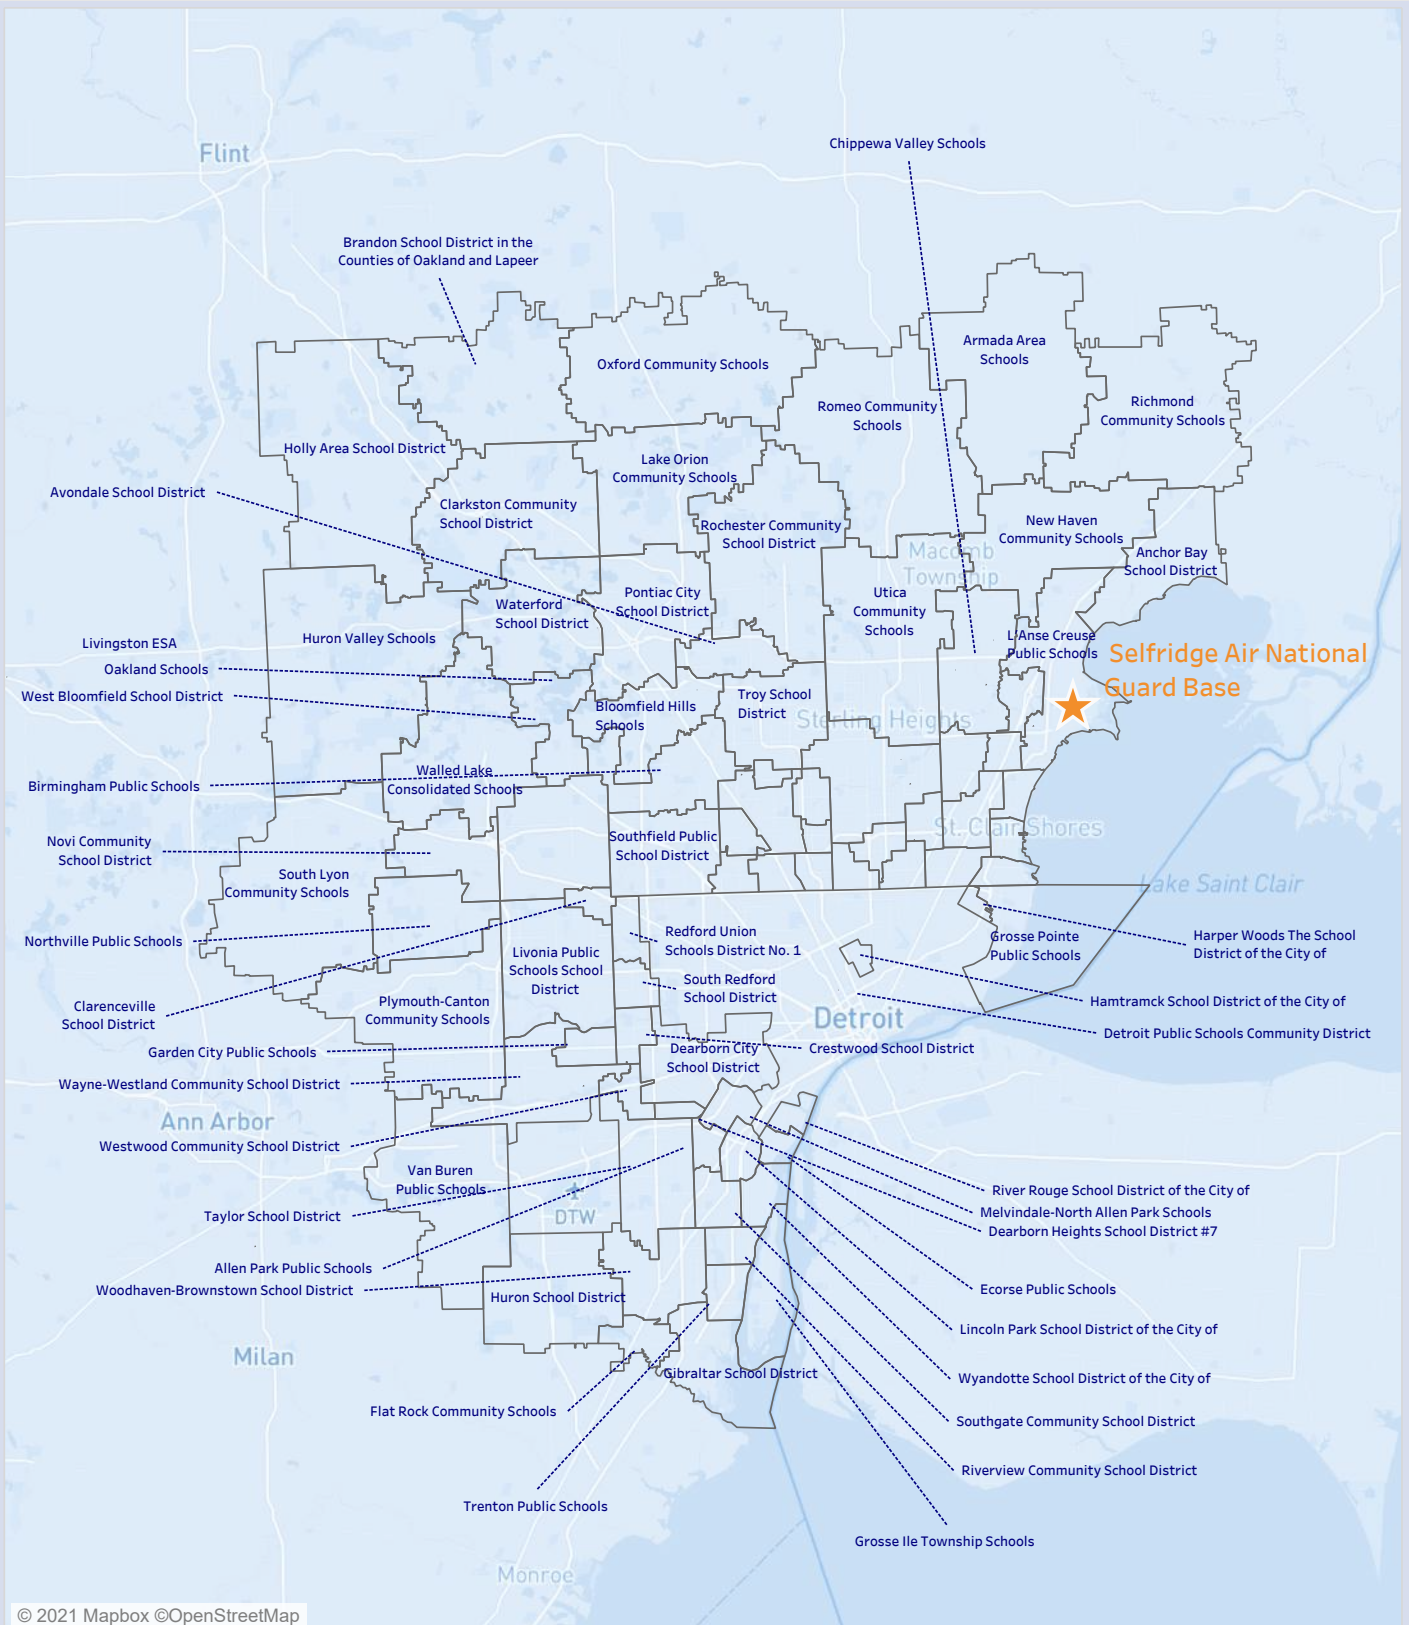 Chippewa Valley Schools
Flint
Brandon School District in the
Counties of Oakland and Lapeer
Armada Area
Schools
Oxford Community Schools
Richmond
Community Schools
Romeo Community
Schools
Holly Area School District
Lake Orion
Community Schools
Avondale School District
Clarkston Community
School District
Rochester Community
School District
New Haven
Community Schools
Macomb
Township
Anchor Bay
School District
Waterford
School District
Pontiac City
School District
Utica
Community
Schools
Livingston ESA
Huron Valley Schools
L'Anse Creuse
Public Schools
Selfridge Air National
Guard Base
Oakland Schools
West Bloomfield School District
Bloomfield Hills
Schools
Troy School
District
Sterling Heights
Birmingham Public Schools
Walled Lake
Consolidated Schools
Novi Community
School District
Southfield Public
School District
St. Clair Shores
South Lyon
Community Schools
Lake Saint Clair
Northville Public Schools
Livonia Public
Schools School
District
Redford Union
Schools District No. 1
Grosse Pointe
Public Schools
Harper Woods The School
District of the City of
South Redford
School District
Clarenceville
School District
Plymouth-Canton
Community Schools
Hamtramck School District of the City of
Detroit
Detroit Public Schools Community District
Garden City Public Schools
Dearborn City
School District
Crestwood School District
Wayne-Westland Community School District
Ann Arbor
Westwood Community School District
Van Buren
Public Schools
DTW
River Rouge School District of the City of
Melvindale-North Allen Park Schools
Dearborn Heights School District #7
Taylor School District
Allen Park Public Schools
Woodhaven-Brownstown School District
Huron School District
Ecorse Public Schools
Lincoln Park School District of the City of
Milan
Gibraltar School District
Wyandotte School District of the City of
Flat Rock Community Schools
Southgate Community School District
Riverview Community School District
Trenton Public Schools
Grosse Ile Township Schools
Monroe
© 2021 Mapbox ©OpenStreetMap